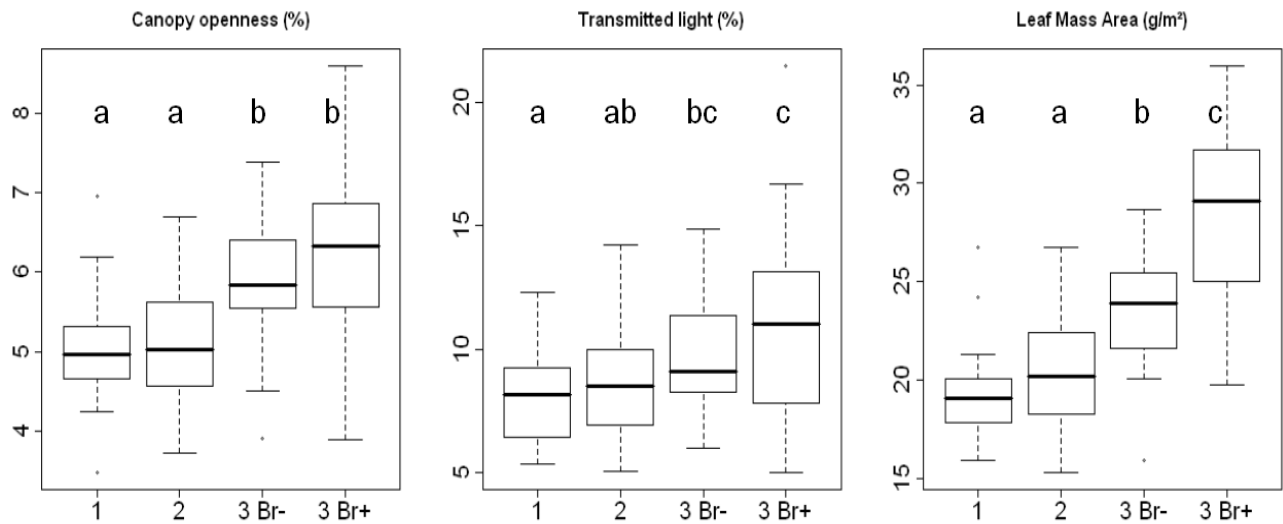 Canopy openness (%)
8
7
6
5
4
a a b b
1 2 3 Br- 3 Br+
Transmitted light (%)
20
15
10
5
a ab bc c
1 2 3 Br- 3 Br+
Leaf Mass Area (g/m²)
35
30
25
20
15
a a b c
1 2 3 Br- 3 Br+